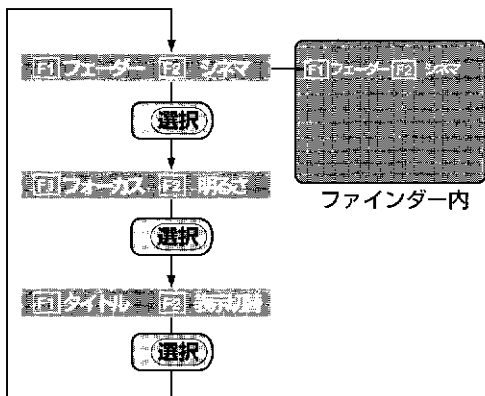 F1 フェーダー F2 シネマ
F1 フェーダー F2 シネマ
選択
ファインダー内
F1 フォーカス F2 明るさ
選択
F1 タイトル F2 表示切替
選択